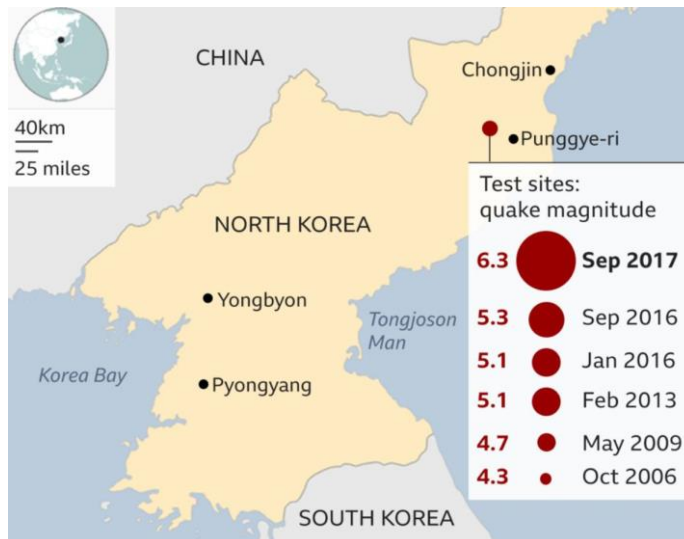 CHINA
Chongjin
40km
25 miles
Punggye-ri
Test sites:
quake magnitude
NORTH KOREA
6.3 Sep 2017
Yongbyon
5.3 Sep 2016
Tongjoson
Man
5.1 Jan 2016
Korea Bay
Pyongyang
5.1 Feb 2013
4.7 May 2009
4.3 Oct 2006
SOUTH KOREA